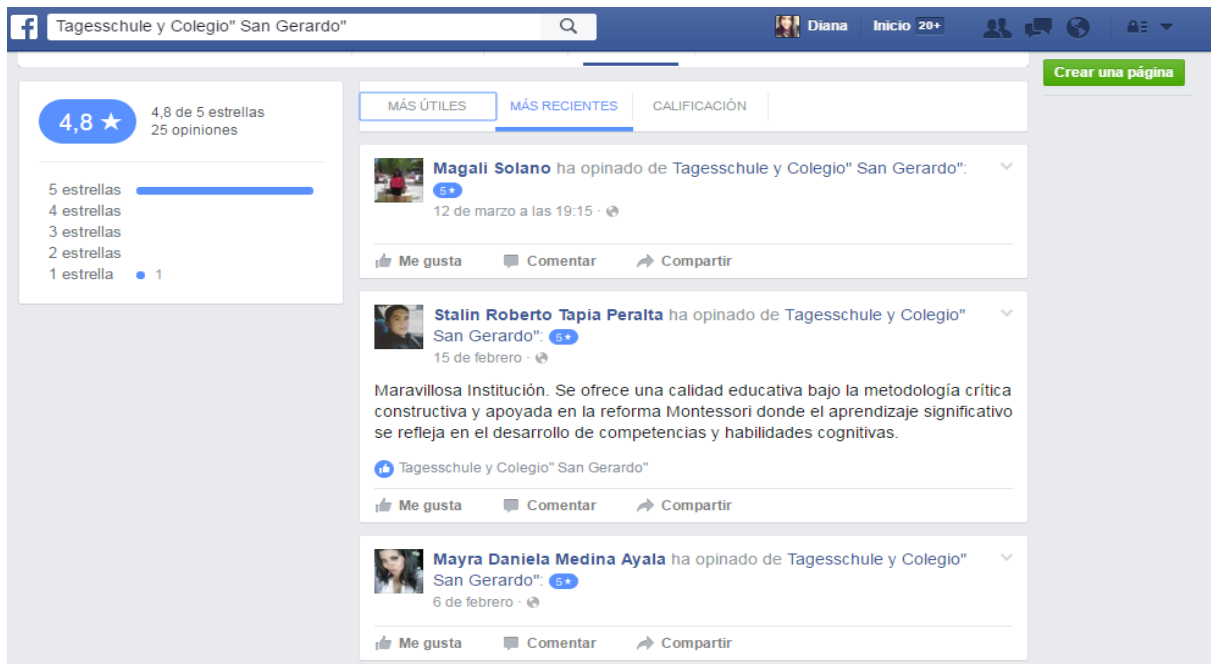 f Tagesschule y Colegio" San Gerardo" Diana Inicio 20+
Crear una página
4,8 ★ 4,8 de 5 estrellas
25 opiniones
5 estrellas
4 estrellas
3 estrellas
2 estrellas
1 estrella 1
MÁS ÚTILES MÁS RECIENTES CALIFICACIÓN
Magali Solano ha opinado de Tagesschule y Colegio" San Gerardo":
5★
12 de marzo a las 19:15 ·
Me gusta Comentar Compartir
Stalin Roberto Tapia Peralta ha opinado de Tagesschule y Colegio"
San Gerardo": 5★
15 de febrero ·
Maravillosa Institución. Se ofrece una calidad educativa bajo la metodología crítica
constructiva y apoyada en la reforma Montessori donde el aprendizaje significativo
se refleja en el desarrollo de competencias y habilidades cognitivas.
Tagesschule y Colegio" San Gerardo"
Me gusta Comentar Compartir
Mayra Daniela Medina Ayala ha opinado de Tagesschule y Colegio"
San Gerardo": 5★
6 de febrero ·
Me gusta Comentar Compartir